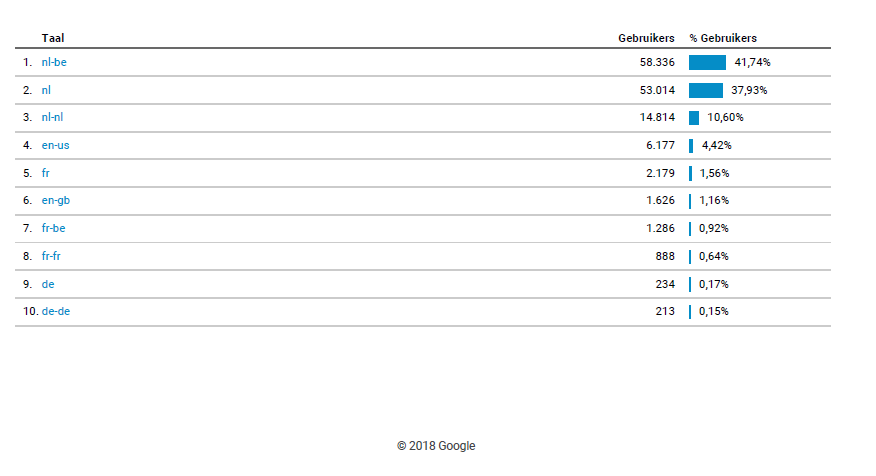 Taal Gebruikers % Gebruikers
1. nl-be 58.336 41,74%
2. nl 53.014 37,93%
3. nl-nl 14.814 10,60%
4. en-us 6.177 4,42%
5. fr 2.179 1,56%
6. en-gb 1.626 1,16%
7. fr-be 1.286 0,92%
8. fr-fr 888 0,64%
9. de 234 0,17%
10. de-de 213 0,15%
© 2018 Google